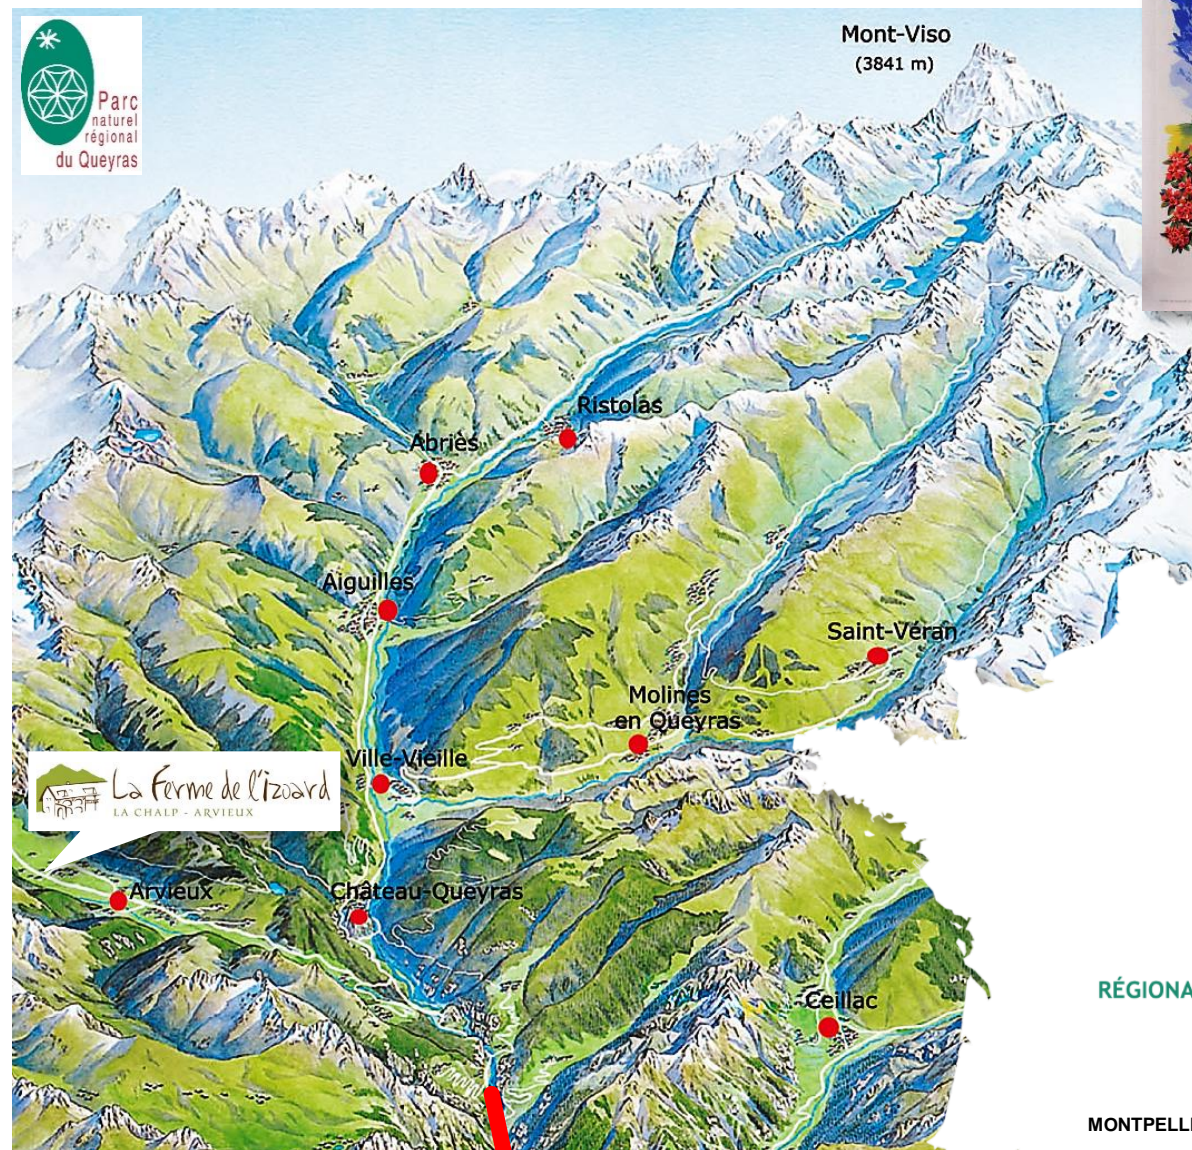 Mont-Viso
(3841 m)
Parc
naturel
régional
du Queyras
Ristolas
Abriès
Aiguilles
Saint-Véran
Molines
en Queyras
Ville-Vieille
La Ferme de l'Izoard
LA CHALP - ARVIEUX
Arvieux
Château-Queyras
Ceillac
RÉGIONA
MONTPELLI